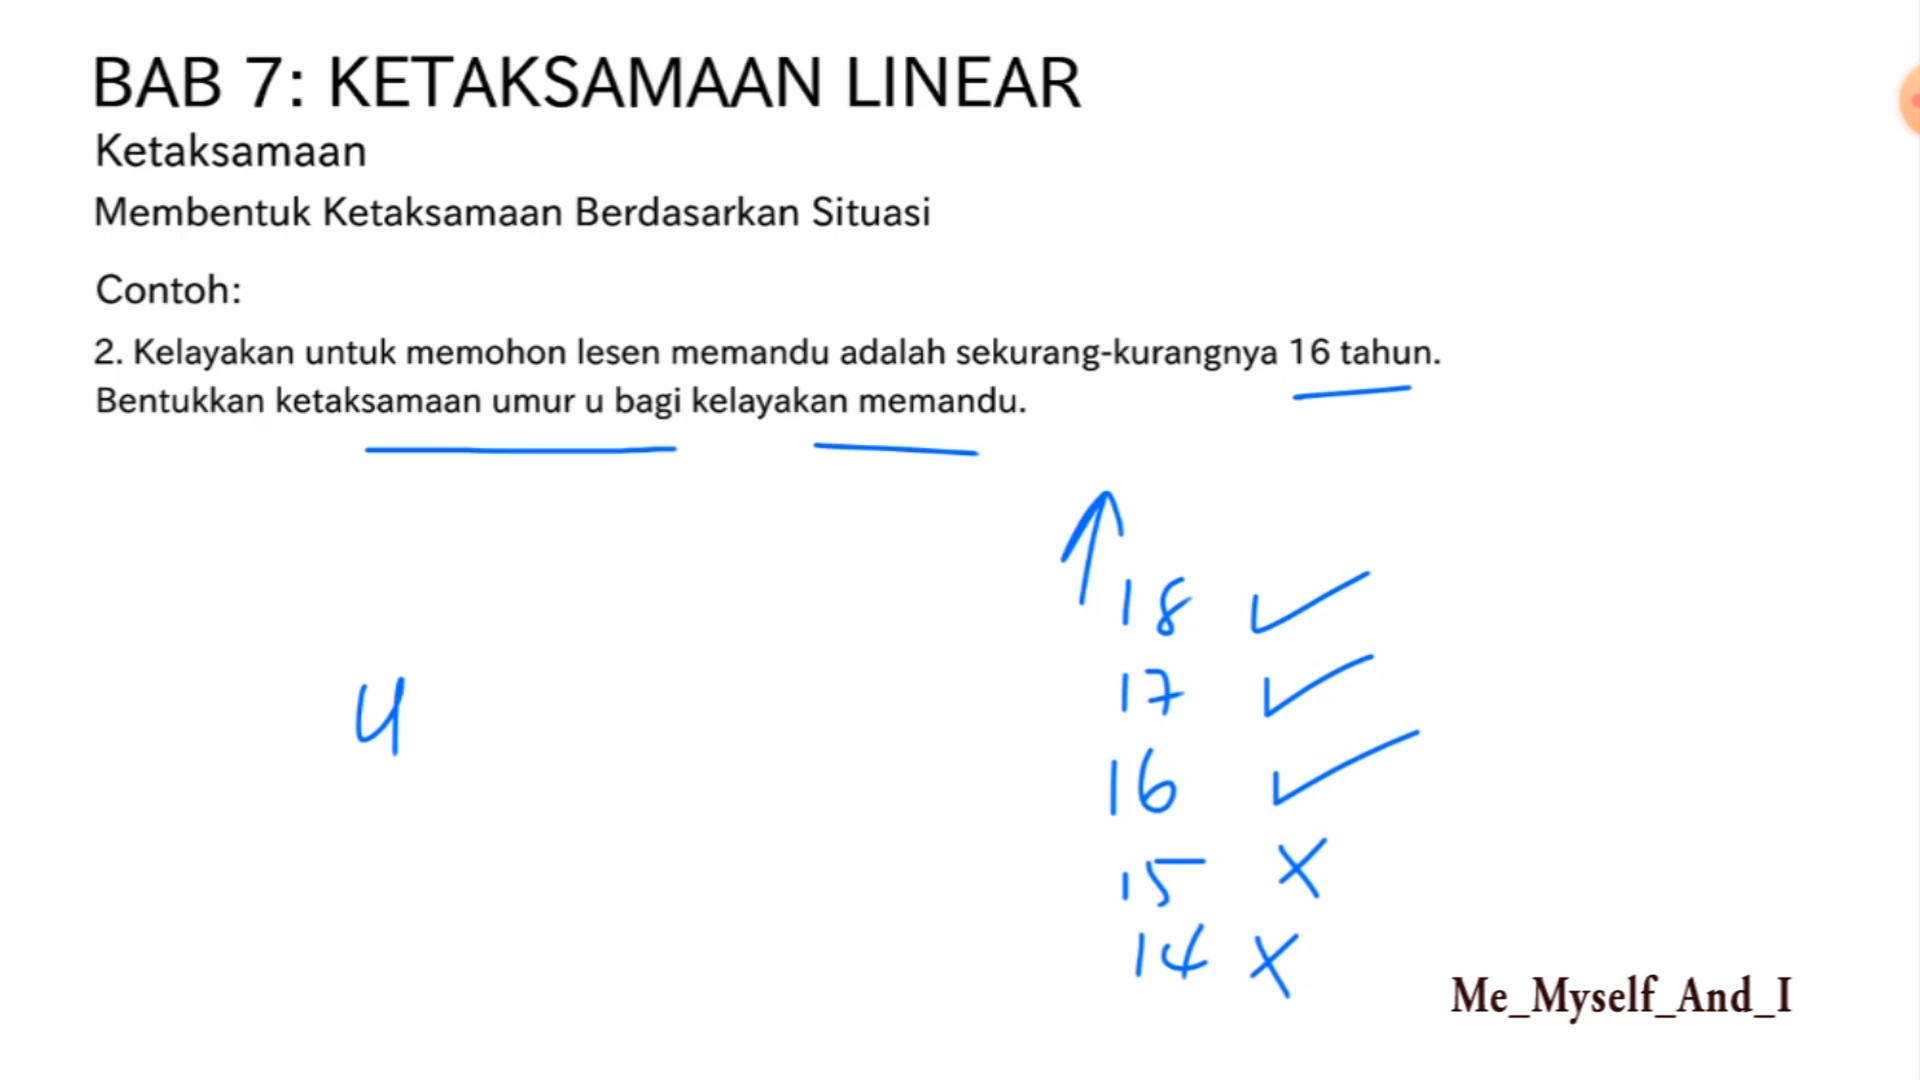 BAB 7: KETAKSAMAAN LINEAR
Ketaksamaan
Membentuk Ketaksamaan Berdasarkan Situasi
Contoh:
2. Kelayakan untuk memohon lesen memandu adalah sekurang-kurangnya 16 tahun.
Bentukkan ketaksamaan umur u bagi kelayakan memandu.
18 ✓
17 ✓
u
16 ✓
15 ✗
14 ✗
Me_Myself_And_I